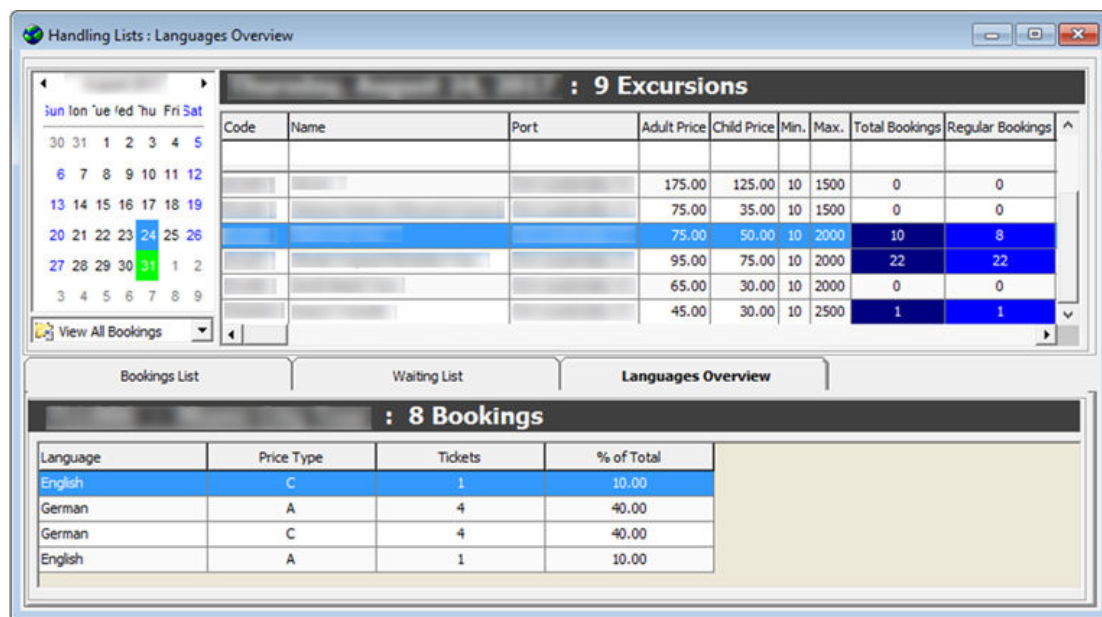 Handling Lists : Languages Overview
: 9 Excursions
Sun Mon Tue Wed Thu Fri Sat
30 31 1 2 3 4 5
6 7 8 9 10 11 12
13 14 15 16 17 18 19
20 21 22 23 24 25 26
27 28 29 30 31 1 2
3 4 5 6 7 8 9
View All Bookings
Code Name Port Adult Price Child Price Min. Max. Total Bookings Regular Bookings
175.00 125.00 10 1500 0 0
75.00 35.00 10 1500 0 0
75.00 50.00 10 2000 10 8
95.00 75.00 10 2000 22 22
65.00 30.00 10 2000 0 0
45.00 30.00 10 2500 1 1
Bookings List Waiting List Languages Overview
: 8 Bookings
Language Price Type Tickets % of Total
English C 1 10.00
German A 4 40.00
German C 4 40.00
English A 1 10.00